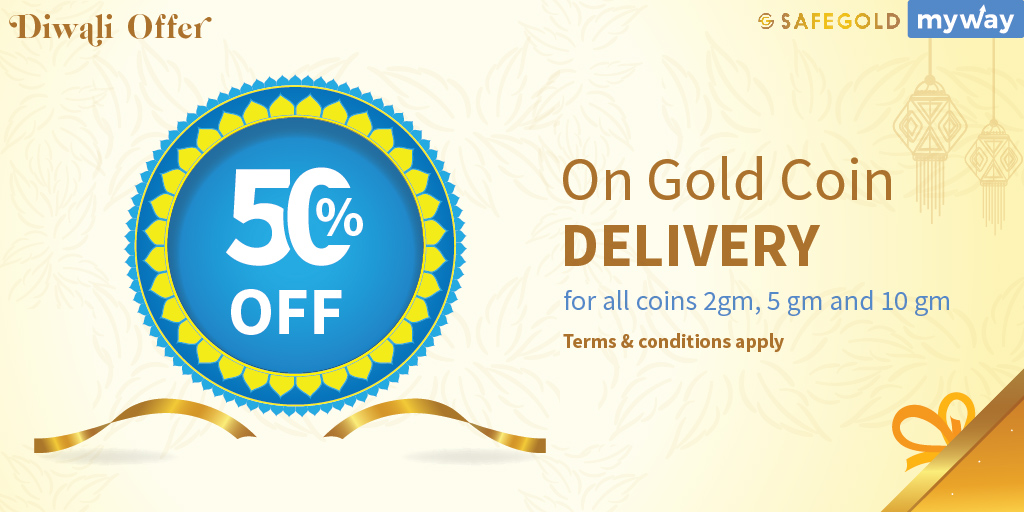 Diwali Offer
SAFEGOLD
myway
50%
OFF
On Gold Coin
DELIVERY
for all coins 2gm, 5 gm and 10 gm
Terms & conditions apply